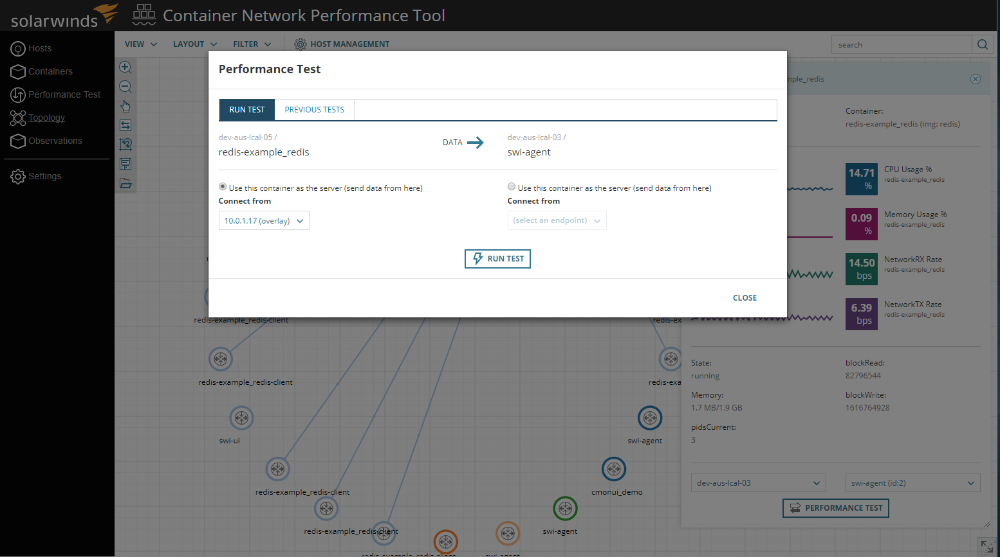 solarwinds
Container Network Performance Tool
Hosts
Containers
Performance Test
Topology
Observations
Settings
VIEW
LAYOUT
FILTER
HOST MANAGEMENT
search
Performance Test
RUN TEST
PREVIOUS TESTS
dev-aus-lcal-05 /
redis-example_redis
DATA
dev-aus-lcal-03 /
swi-agent
Use this container as the server (send data from here)
Connect from
10.0.1.17 (overlay)
Use this container as the server (send data from here)
Connect from
(select an endpoint)
RUN TEST
CLOSE
mple_redis
Container:
redis-example_redis (img: redis)
14.71
%
CPU Usage %
redis-example_redis
0.09
%
Memory Usage %
redis-example_redis
14.50
bps
NetworkRX Rate
redis-example_redis
6.39
bps
NetworkTX Rate
redis-example_redis
State:
running
blockRead:
82796544
Memory:
1.7 MB/1.9 GB
blockWrite:
1616764928
pidsCurrent:
3
dev-aus-lcal-03
swi-agent (id:2)
PERFORMANCE TEST
redis-example_redis-client
redis-ex
redis-example_redis-client
redis-exa
swi-ui
swi-agent
redis-example_redis-client
cmonui_demo
redis-example_redis-client
swi-agent
redis-example_redis-client
swi-agent